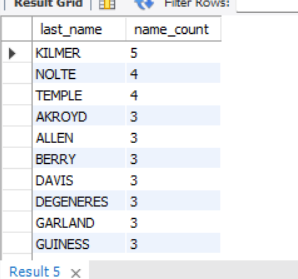 Result Grid Filter Rows:
last_name name_count
KILMER 5
NOLTE 4
TEMPLE 4
AKROYD 3
ALLEN 3
BERRY 3
DAVIS 3
DEGENERES 3
GARLAND 3
GUINESS 3
Result 5 ×